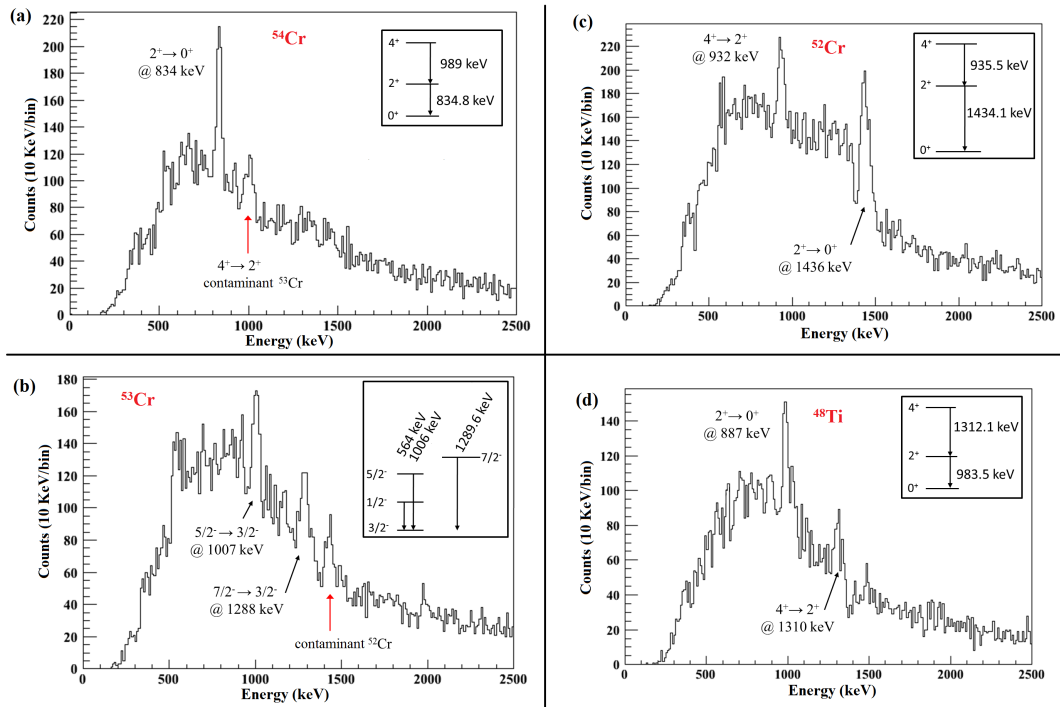 (a)
⁵⁴Cr
2⁺→ 0⁺
@ 834 keV
4⁺
989 keV
2⁺
834.8 keV
0⁺
4⁺→ 2⁺
contaminant ⁵³Cr
Counts (10 KeV/bin)
220
200
180
160
140
120
100
80
60
40
20
0
0 500 1000 1500 2000 2500
Energy (keV)
(c)
⁵²Cr
4⁺→ 2⁺
@ 932 keV
4⁺
935.5 keV
2⁺
1434.1 keV
0⁺
2⁺→ 0⁺
@ 1436 keV
Counts (10 KeV/bin)
220
200
180
160
140
120
100
80
60
40
20
0
0 500 1000 1500 2000 2500
Energy (keV)
(b)
⁵³Cr
564 keV
1006 keV
1289.6 keV
7/2⁻
5/2⁻
1/2⁻
3/2⁻
5/2⁻→ 3/2⁻
@ 1007 keV
7/2⁻→ 3/2⁻
@ 1288 keV
contaminant ⁵²Cr
Counts (10 KeV/bin)
180
160
140
120
100
80
60
40
20
0
0 500 1000 1500 2000 2500
Energy (keV)
(d)
⁴⁸Ti
2⁺→ 0⁺
@ 887 keV
4⁺
1312.1 keV
2⁺
983.5 keV
0⁺
4⁺→ 2⁺
@ 1310 keV
Counts (10 KeV/bin)
160
140
120
100
80
60
40
20
0
0 500 1000 1500 2000 2500
Energy (keV)